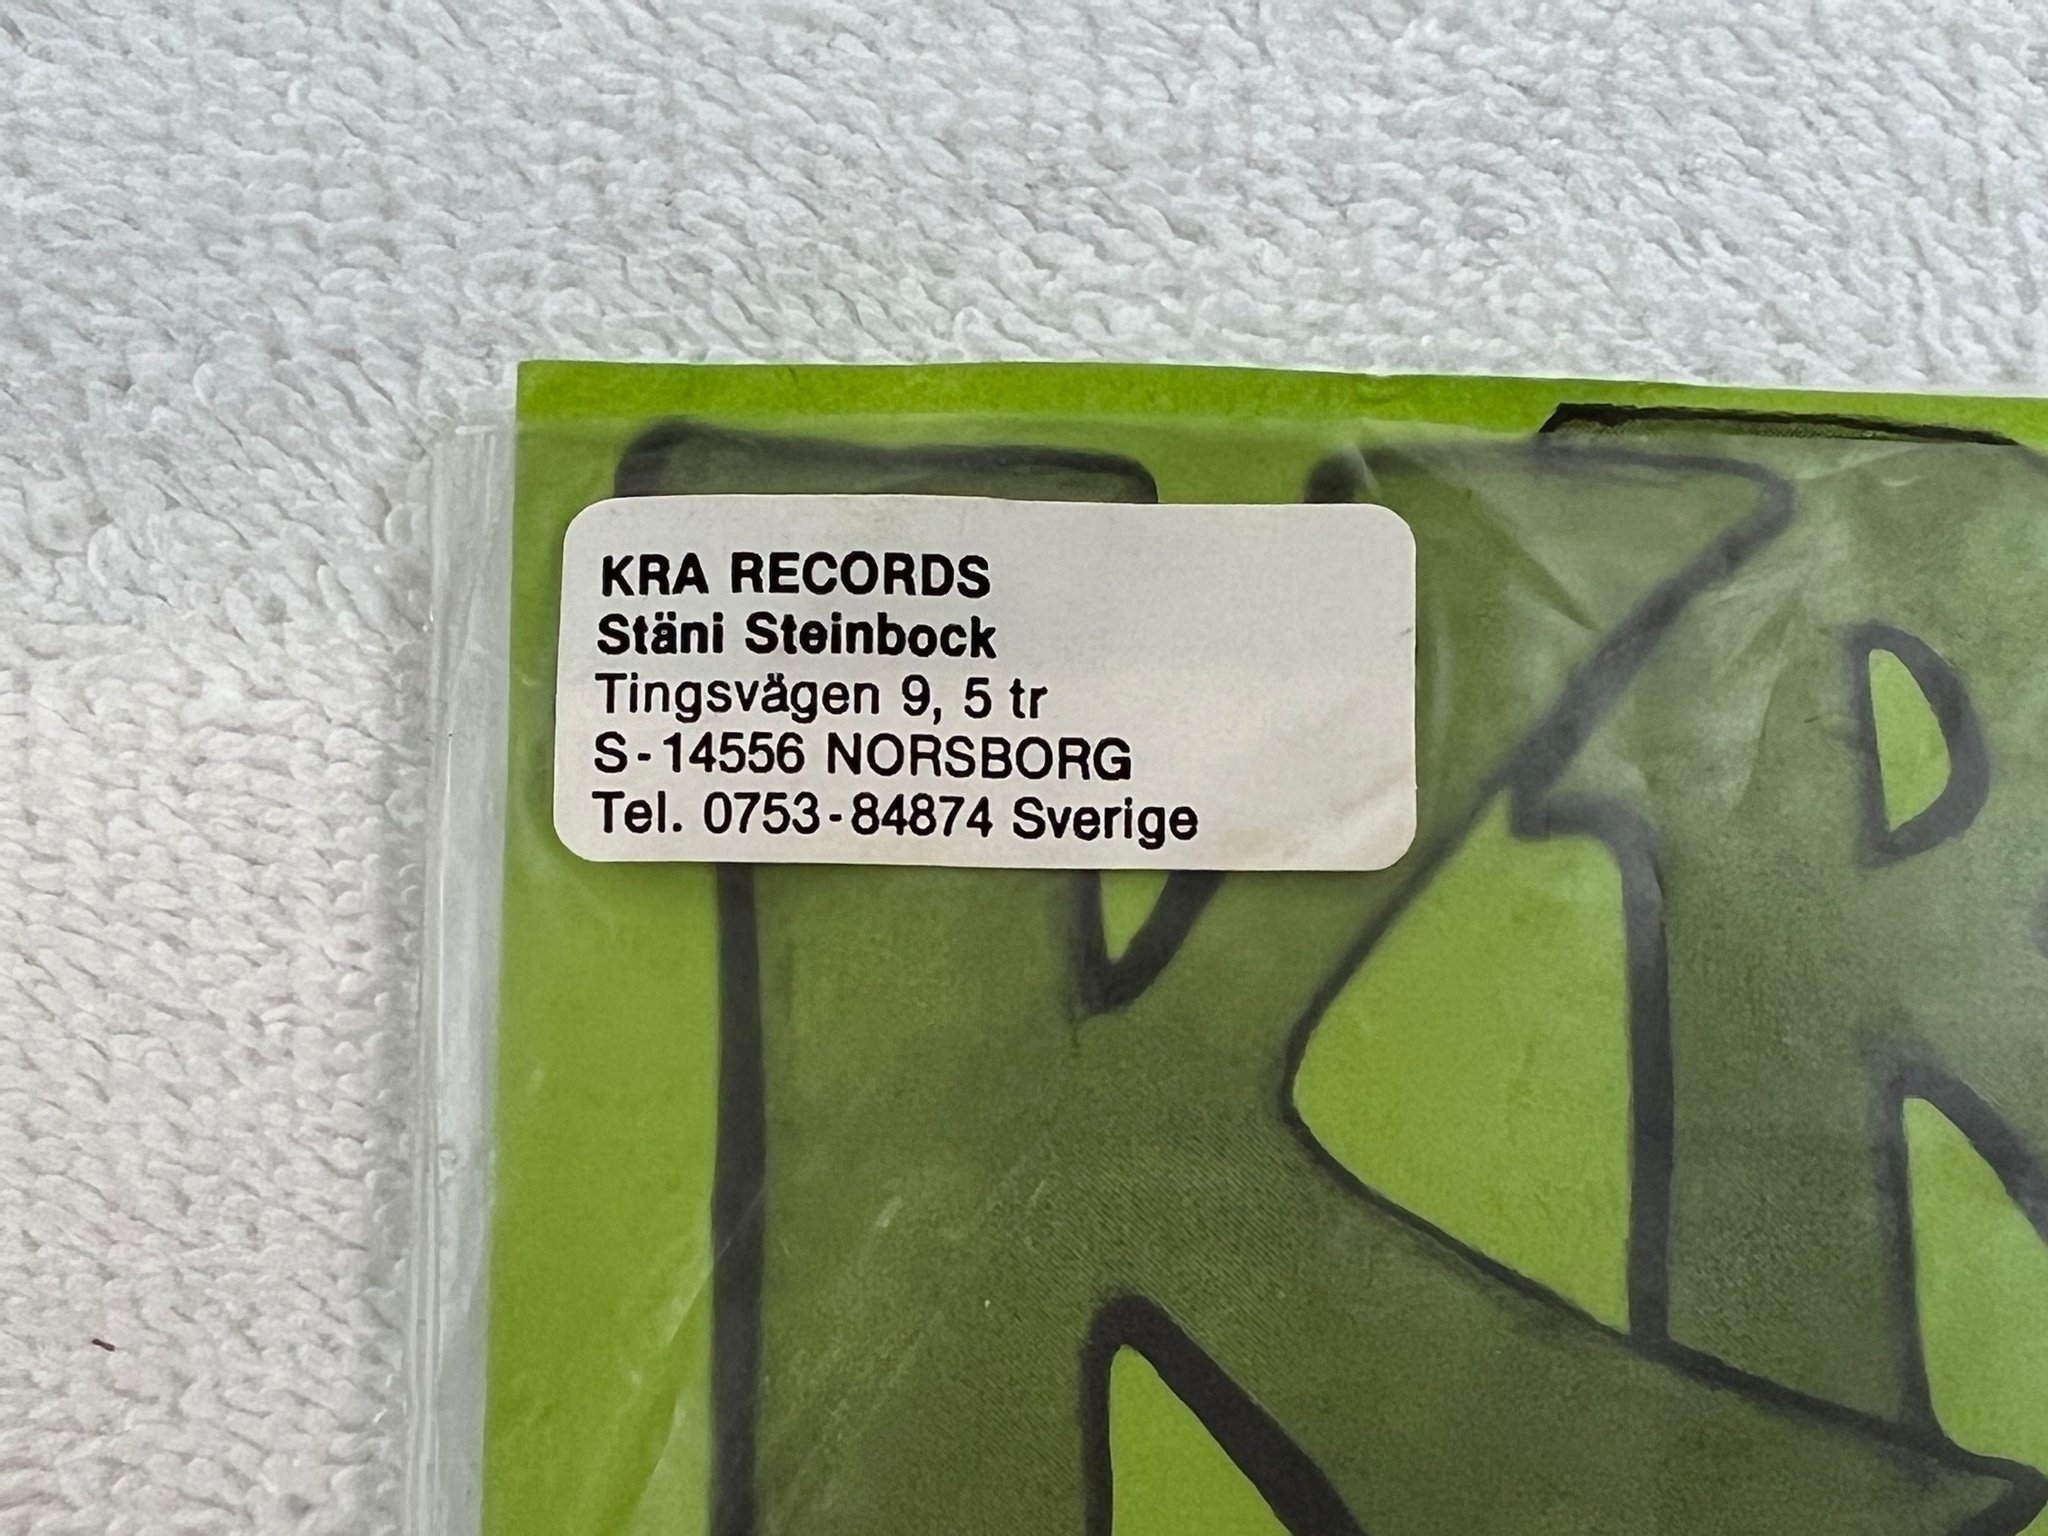 KRA RECORDS
Stäni Steinbock
Tingsvägen 9, 5 tr
S-14556 NORSBORG
Tel. 0753-84874 Sverige